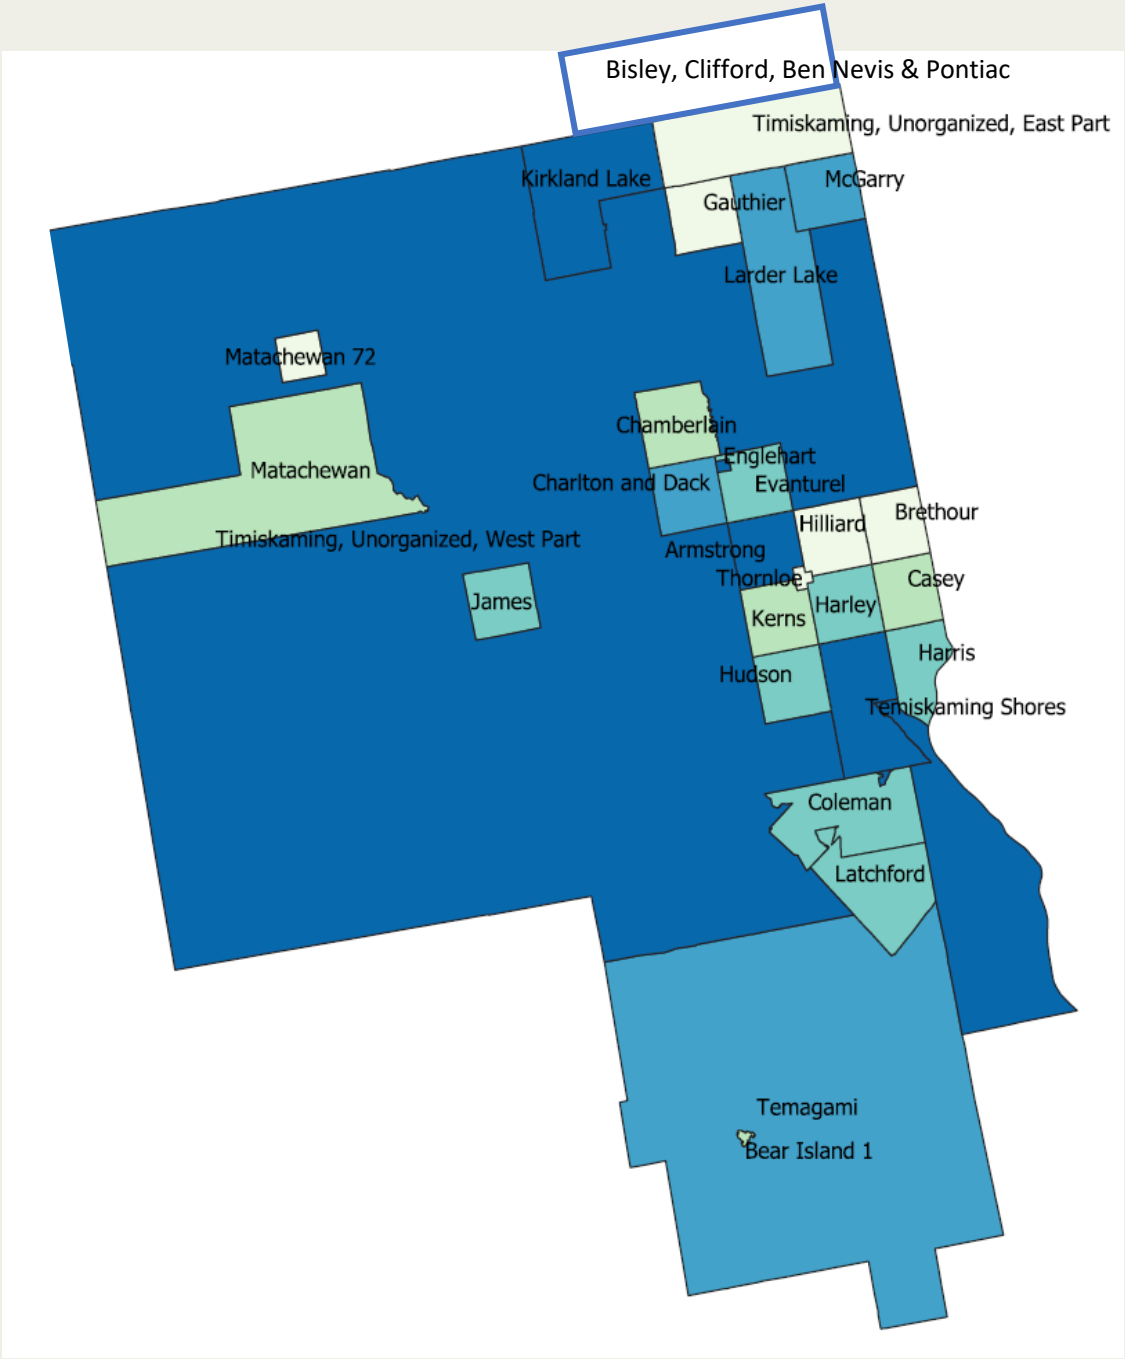 Bisley, Clifford, Ben Nevis & Pontiac
Timiskaming, Unorganized, East Part
Kirkland Lake
McGarry
Gauthier
Larder Lake
Matachewan 72
Chamberlain
Englehart
Matachewan
Charlton and Dack
Evanturel
Brethour
Hilliard
Timiskaming, Unorganized, West Part
Armstrong
Thornloe
Casey
James
Harley
Kerns
Harris
Hudson
Temiskaming Shores
Coleman
Latchford
Temagami
Bear Island 1